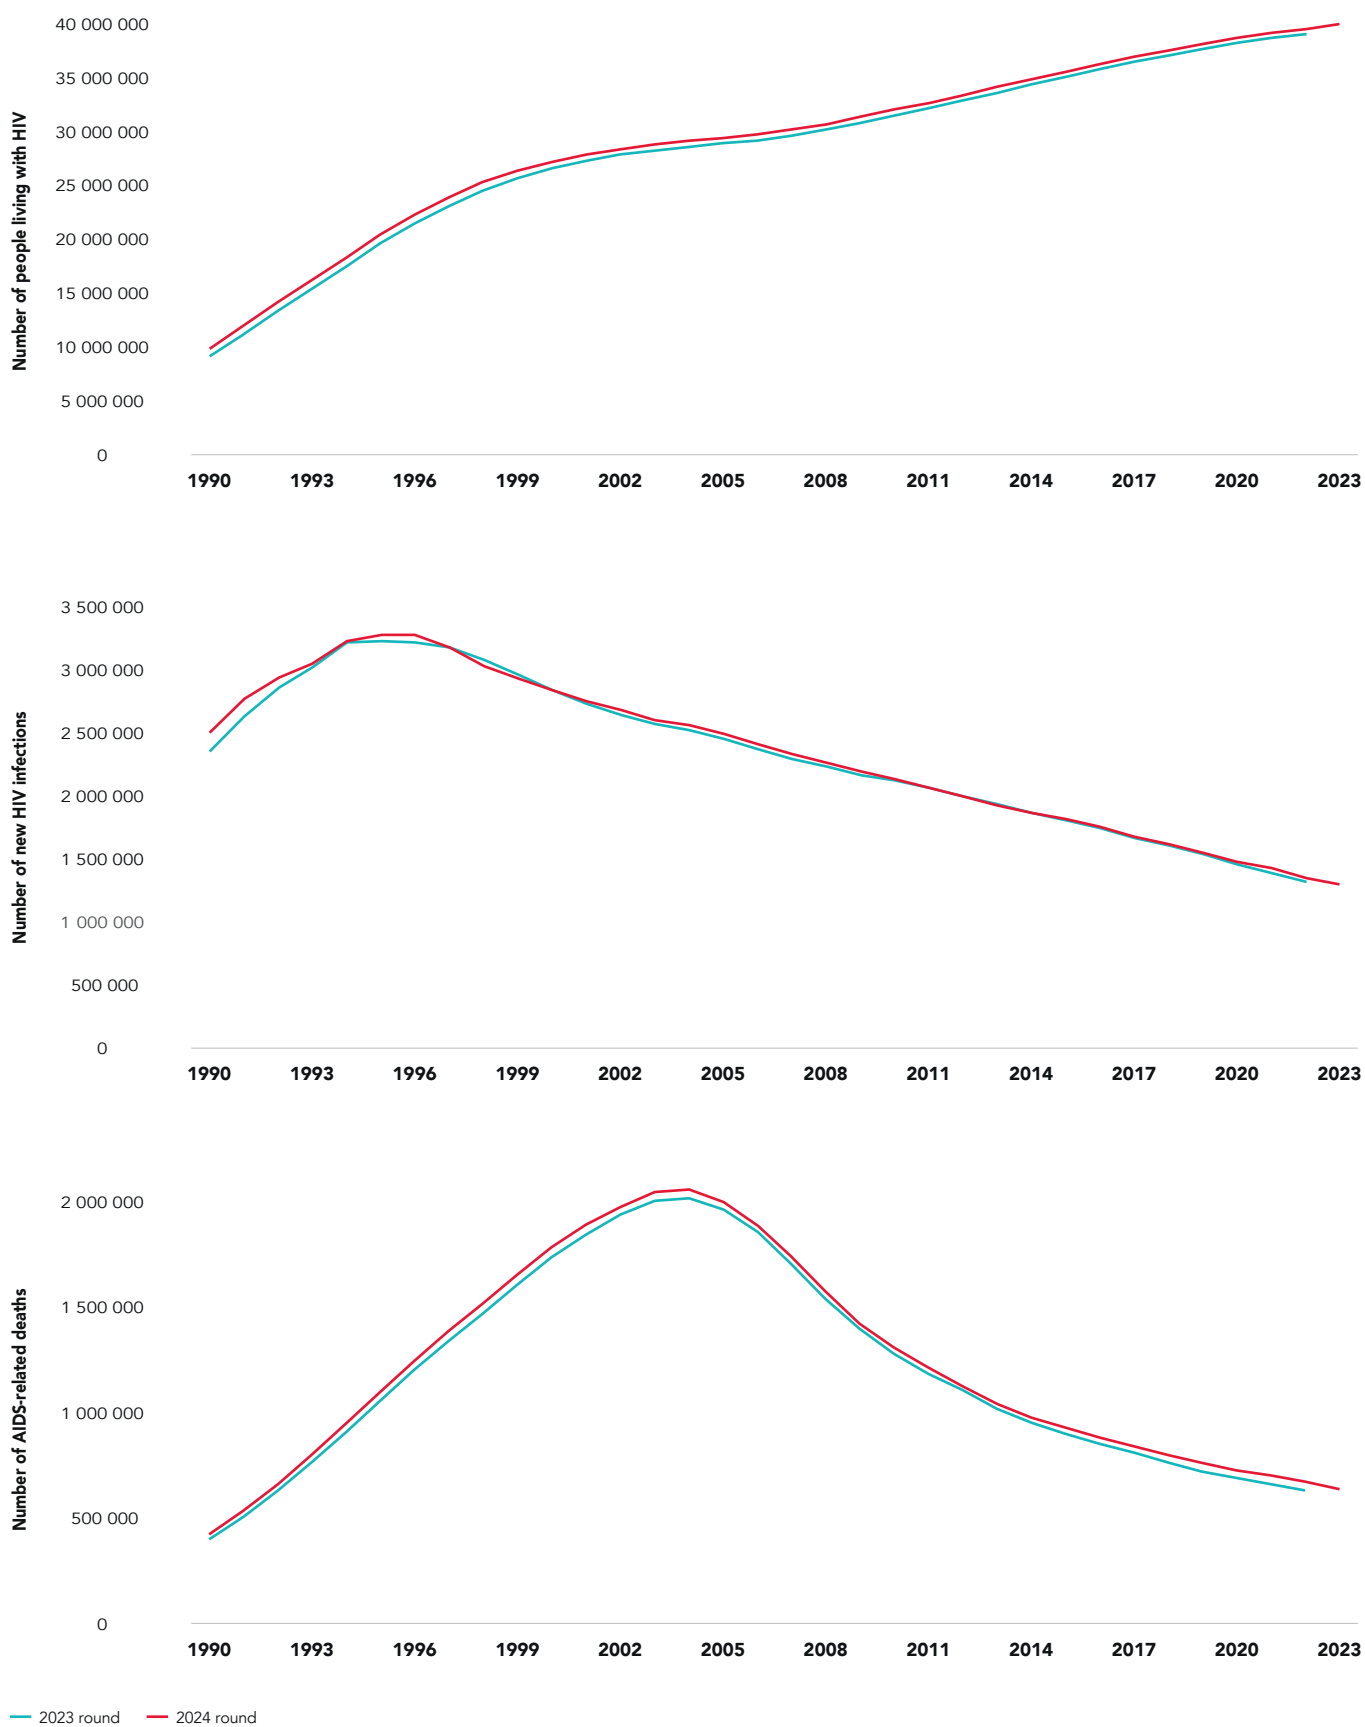 Number of people living with HIV
40 000 000
35 000 000
30 000 000
25 000 000
20 000 000
15 000 000
10 000 000
5 000 000
0
1990 1993 1996 1999 2002 2005 2008 2011 2014 2017 2020 2023
Number of new HIV infections
3 500 000
3 000 000
2 500 000
2 000 000
1 500 000
1 000 000
500 000
0
1990 1993 1996 1999 2002 2005 2008 2011 2014 2017 2020 2023
Number of AIDS-related deaths
2 000 000
1 500 000
1 000 000
500 000
0
1990 1993 1996 1999 2002 2005 2008 2011 2014 2017 2020 2023
2023 round 2024 round